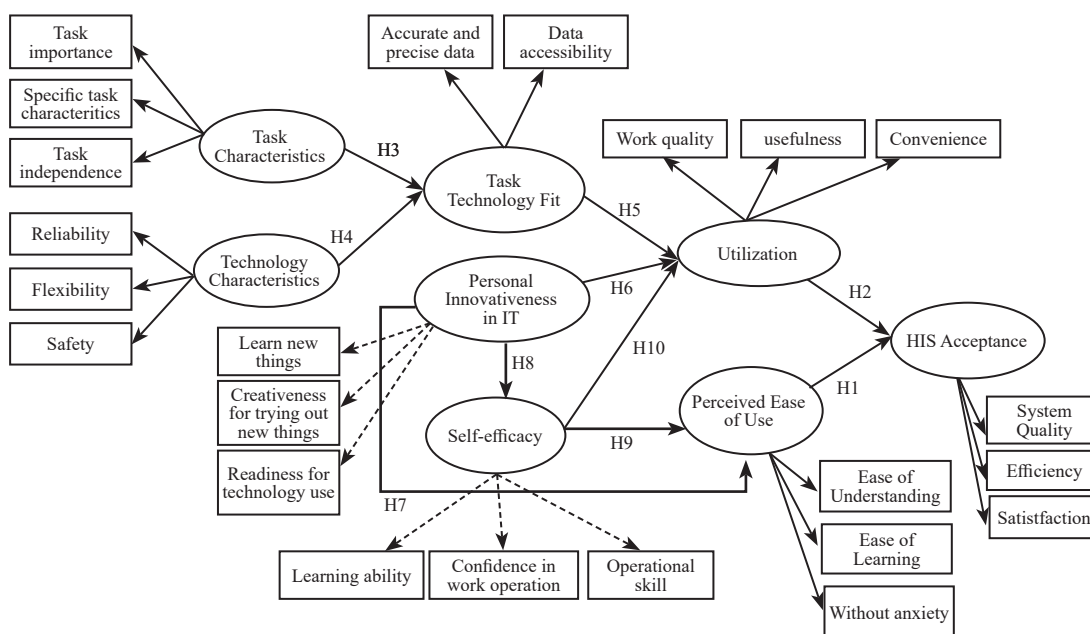 Task
importance
Accurate and
precise data
Data
accessibility
Specific task
characteritics
Task
independence
Task
Characteristics
H3
Task
Technology Fit
Work quality
usefulness
Convenience
H5
Utilization
Reliability
Flexibility
Safety
Technology
Characteristics
H4
Personal
Innovativeness
in IT
H6
H2
HIS Acceptance
Learn new
things
Creativeness
for trying out
new things
Readiness for
technology use
H8
H10
H1
Self-efficacy
H9
Perceived Ease
of Use
H7
System
Quality
Efficiency
Satistfaction
Ease of
Understanding
Ease of
Learning
Without anxiety
Learning ability
Confidence in
work operation
Operational
skill